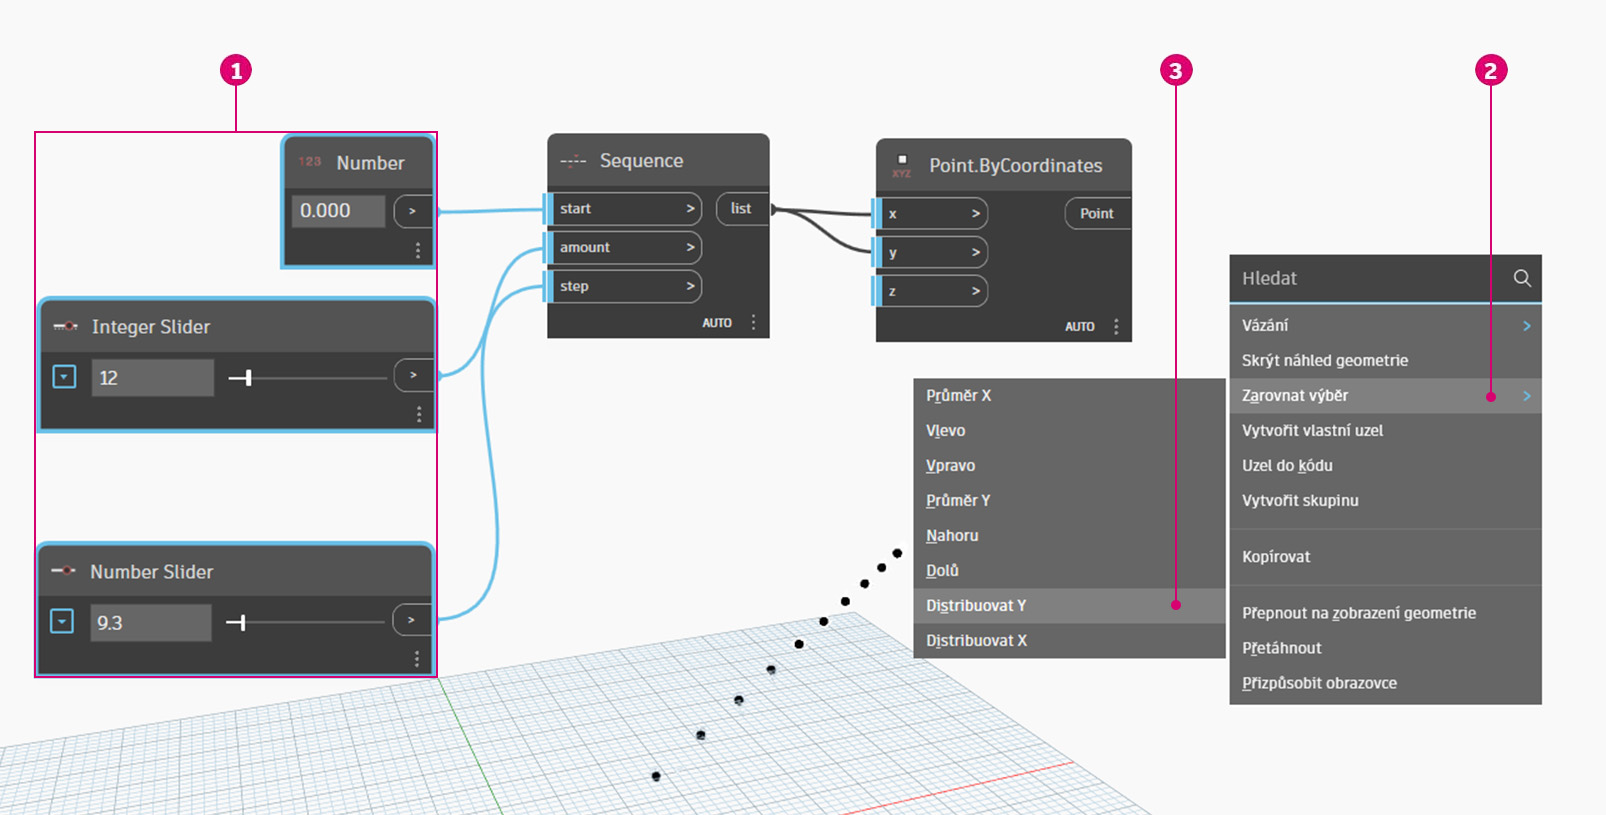 1
3
2
123 Number
0.000 >
Sequence
start > list
amount >
step >
AUTO
XYZ Point.ByCoordinates
x > Point
y >
z >
AUTO
Integer Slider
12 >
Number Slider
9.3 >
Průměr X
Vlevo
Vpravo
Průměr Y
Nahoru
Dolů
Distribuovat Y
Distribuovat X
Hledat
Vázání >
Skrýt náhled geometrie
Zarovnat výběr >
Vytvořit vlastní uzel
Uzel do kódu
Vytvořit skupinu
Kopírovat
Přepnout na zobrazení geometrie
Přetáhnout
Přizpůsobit obrazovce